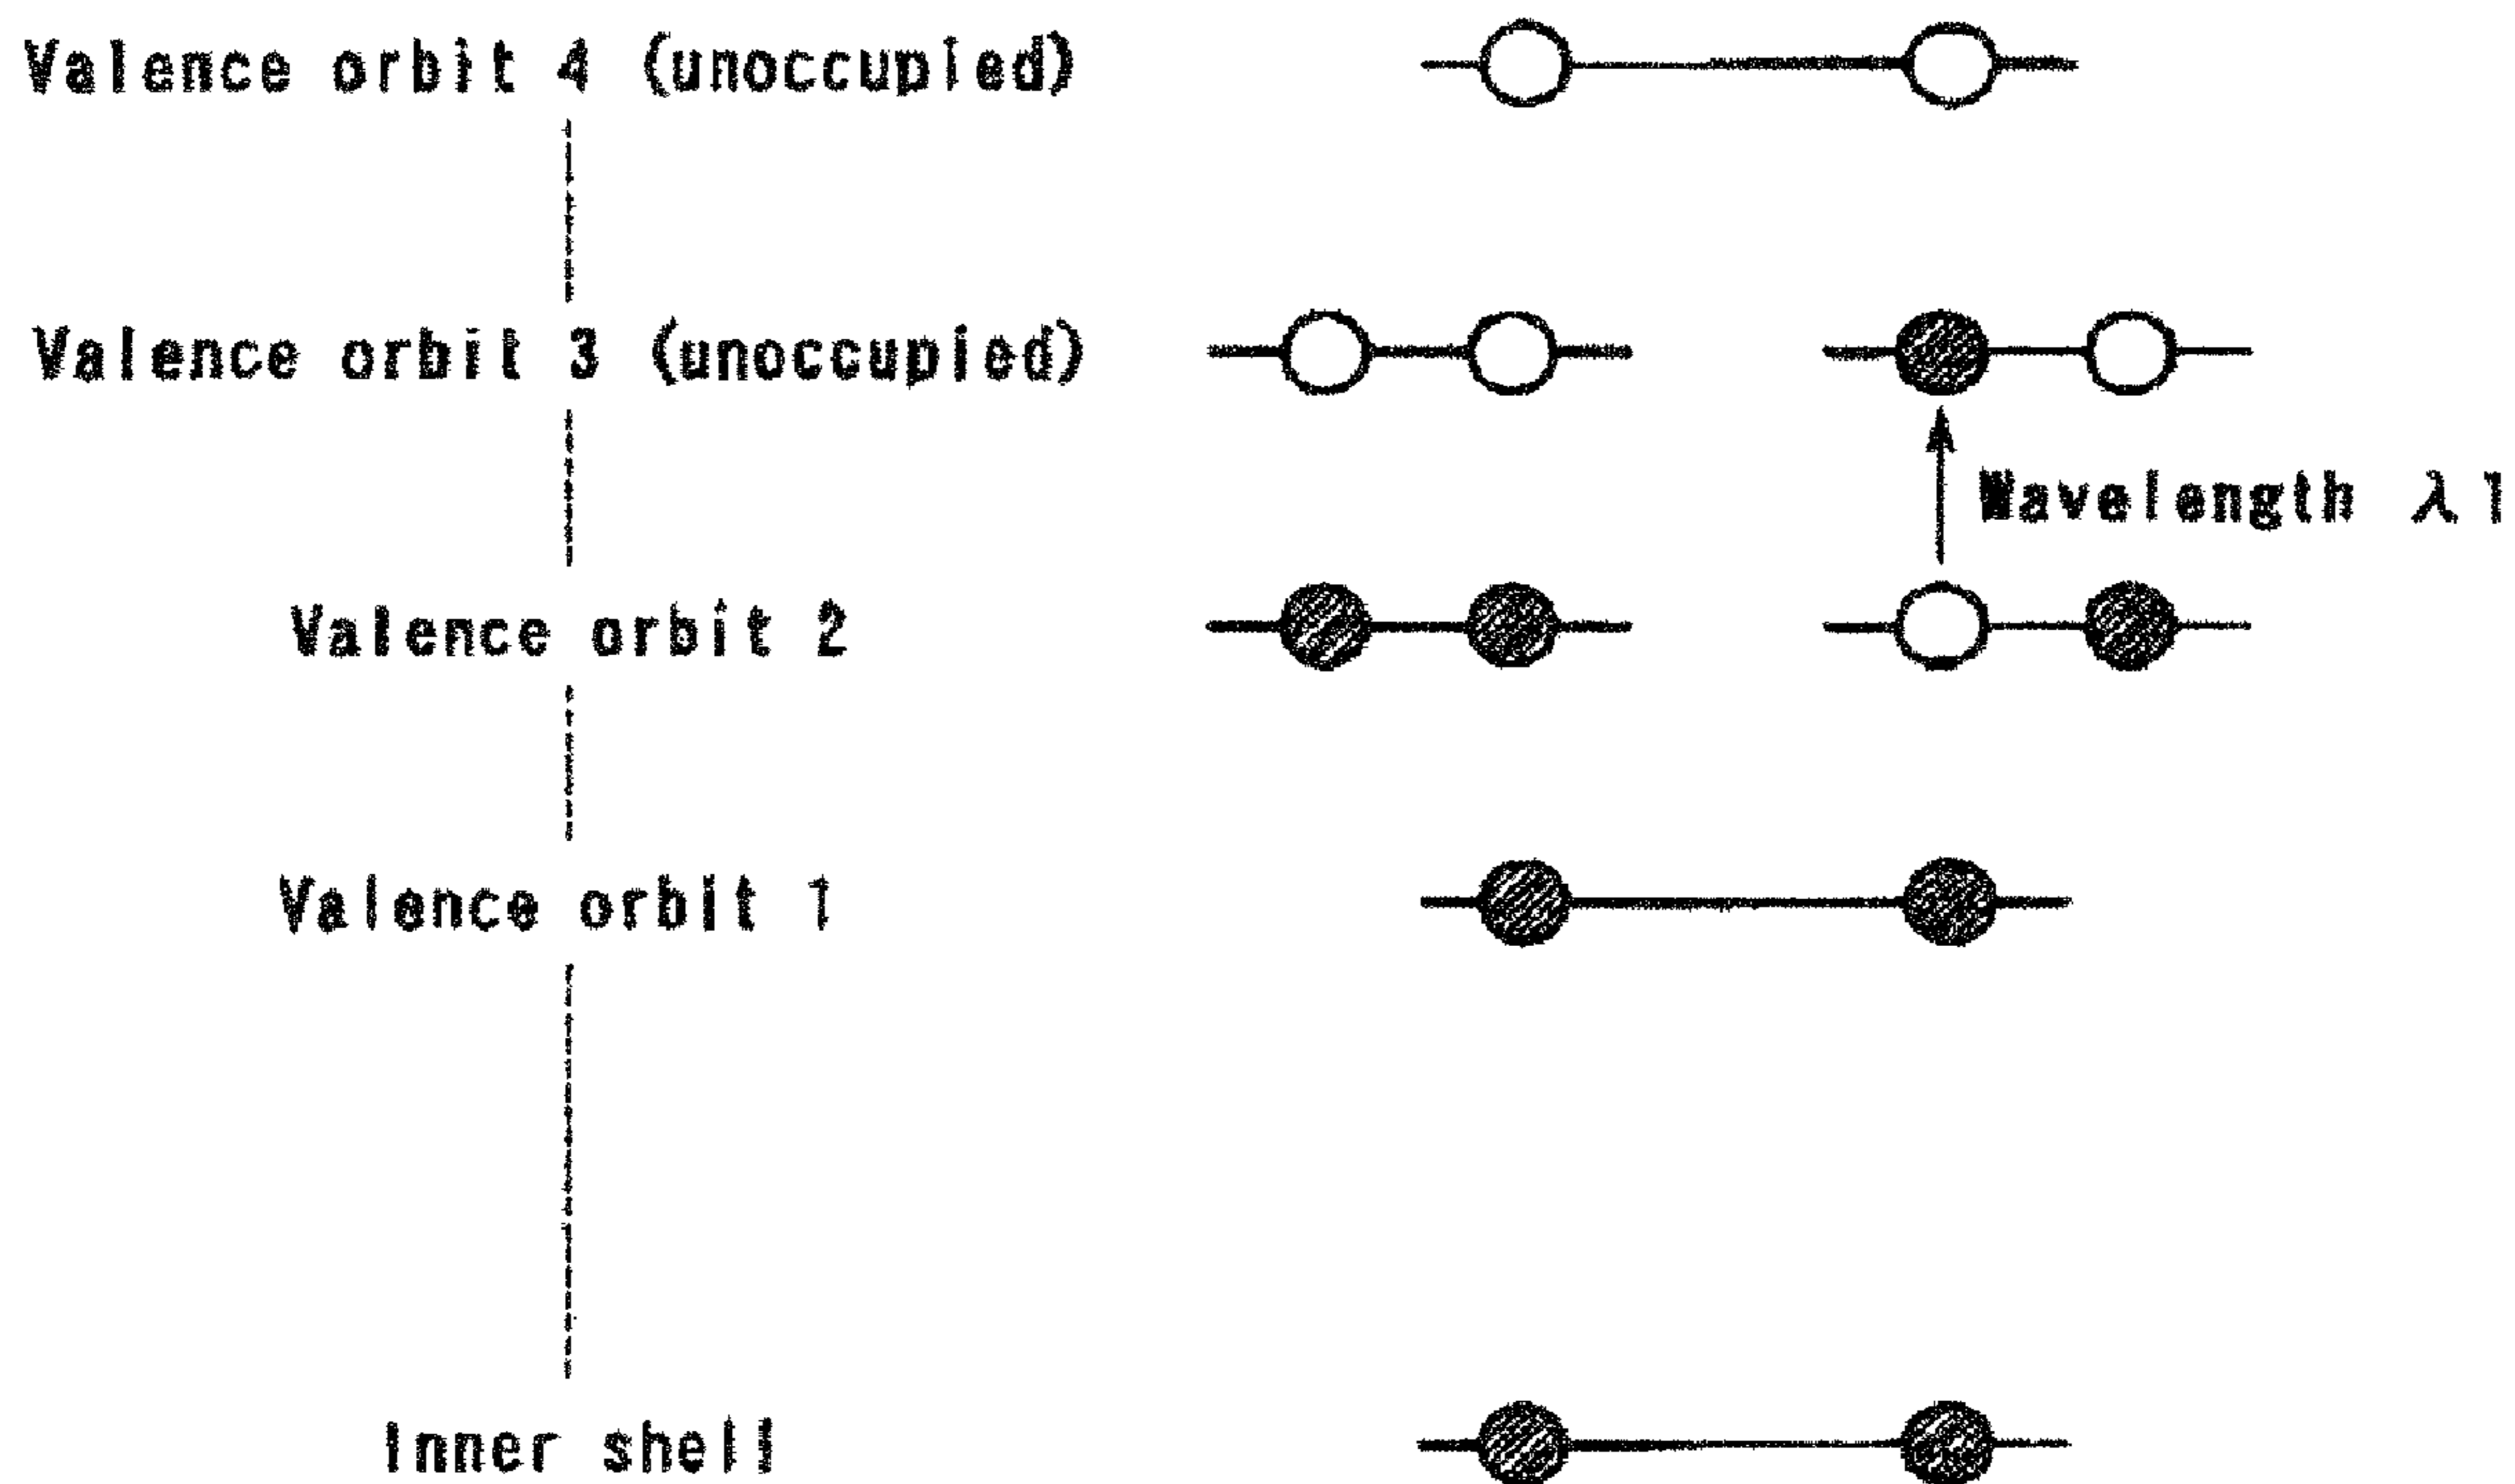 Valence orbit 4 (unoccupied)
Valence orbit 3 (unoccupied)
Wavelength λ1
Valence orbit 2
Valence orbit 1
Inner shell